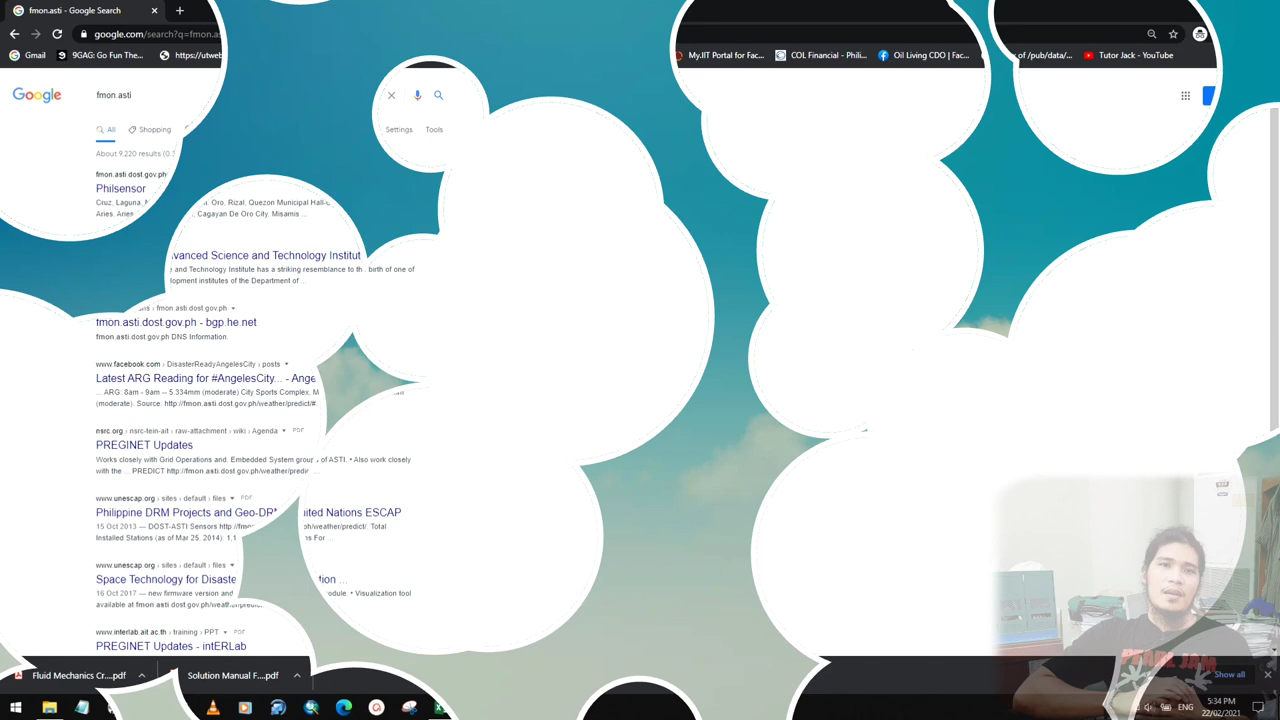 fmon.asti - Google Search
google.com/search?q=fmon.as
Gmail
9GAG: Go Fun The...
https://utweb
My.IIT Portal for Fac...
COL Financial - Phili...
Oil Living CDO | Fac...
of /pub/data/...
Tutor Jack - YouTube
Google
fmon.asti
All
Shopping
Settings
Tools
About 9,220 results (0.
fmon.asti.dost.gov.ph
Philsensor
Cruz, Laguna, Oro, Rizal, Quezon Municipal Hall-
Aries, Aries Cagayan De Oro City, Misamis ...
vanced Science and Technology Institut
e and Technology Institute has a striking resemblance to th birth of one of
lopment institutes of the Department of ...
fmon.asti.dost.gov.ph
fmon.asti.dost.gov.ph - bgp.he.net
fmon.asti.dost.gov.ph DNS Information.
www.facebook.com › DisasterReadyAngelesCity › posts
Latest ARG Reading for #AngelesCity... - Ange
... ARG: 8am - 9am -- 5.334mm (moderate) City Sports Complex, M
(moderate). Source: http://fmon.asti.dost.gov.ph/weather/predict/#
nsrc.org › nsrc-tein-ait › raw-attachment › wiki › Agenda PDF
PREGINET Updates
Works closely with Grid Operations and. Embedded System group of ASTI. • Also work closely
with the ... PREDICT http://fmon.asti.dost.gov.ph/weather/predi ...
www.unescap.org › sites › default › files PDF
Philippine DRM Projects and Geo-DR ited Nations ESCAP
15 Oct 2013 — DOST-ASTI Sensors http://fmo ph/weather/predict/. Total
Installed Stations (as of Mar 25, 2014). 1,1 s For ...
www.unescap.org › sites › default › files
Space Technology for Disaste tion ...
16 Oct 2017 — new firmware version and odule. • Visualization tool
available at fmon.asti.dost.gov.ph/weather/predic
www.interlab.ait.ac.th › training › PPT PDF
PREGINET Updates - intERLab
PEARL JAM
Fluid Mechanics Cr....pdf
Solution Manual F....pdf
Show all
ENG
5:34 PM
22/02/2021